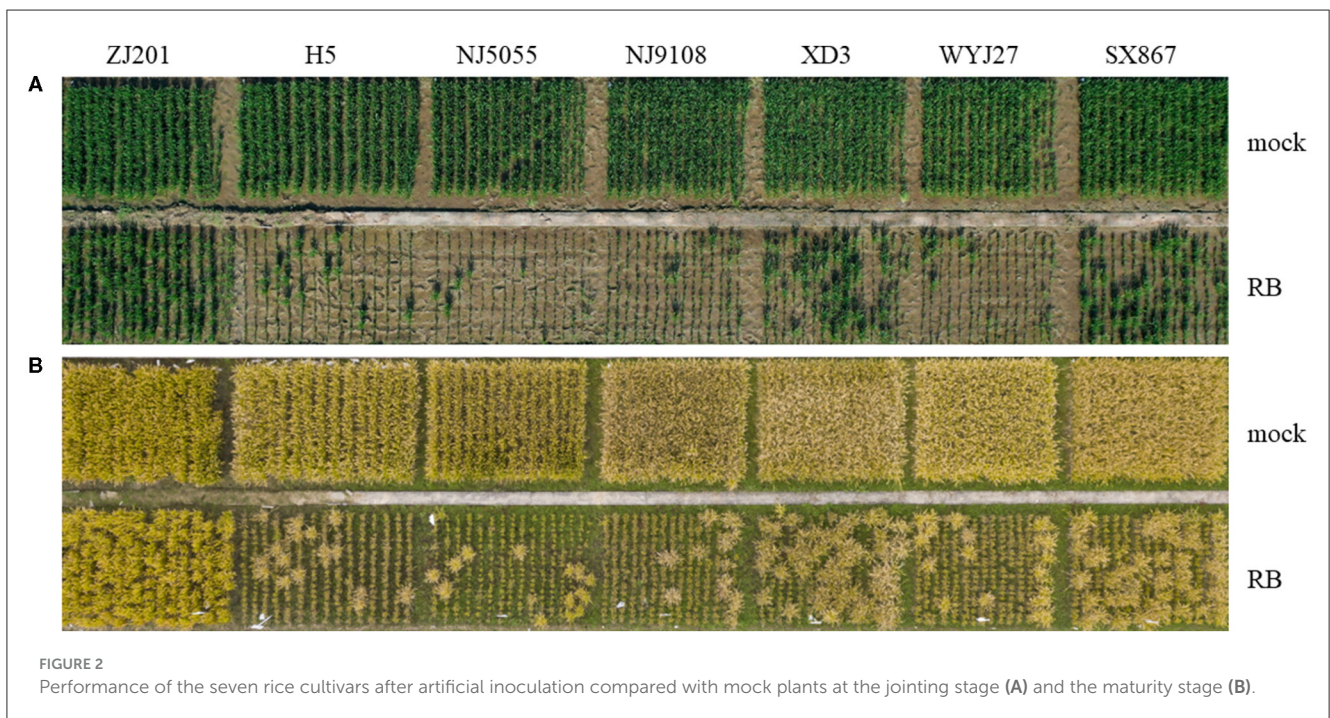 ZJ201 H5 NJ5055 NJ9108 XD3 WYJ27 SX867
A
mock
RB
B
mock
RB
FIGURE 2
Performance of the seven rice cultivars after artificial inoculation compared with mock plants at the jointing stage (A) and the maturity stage (B).